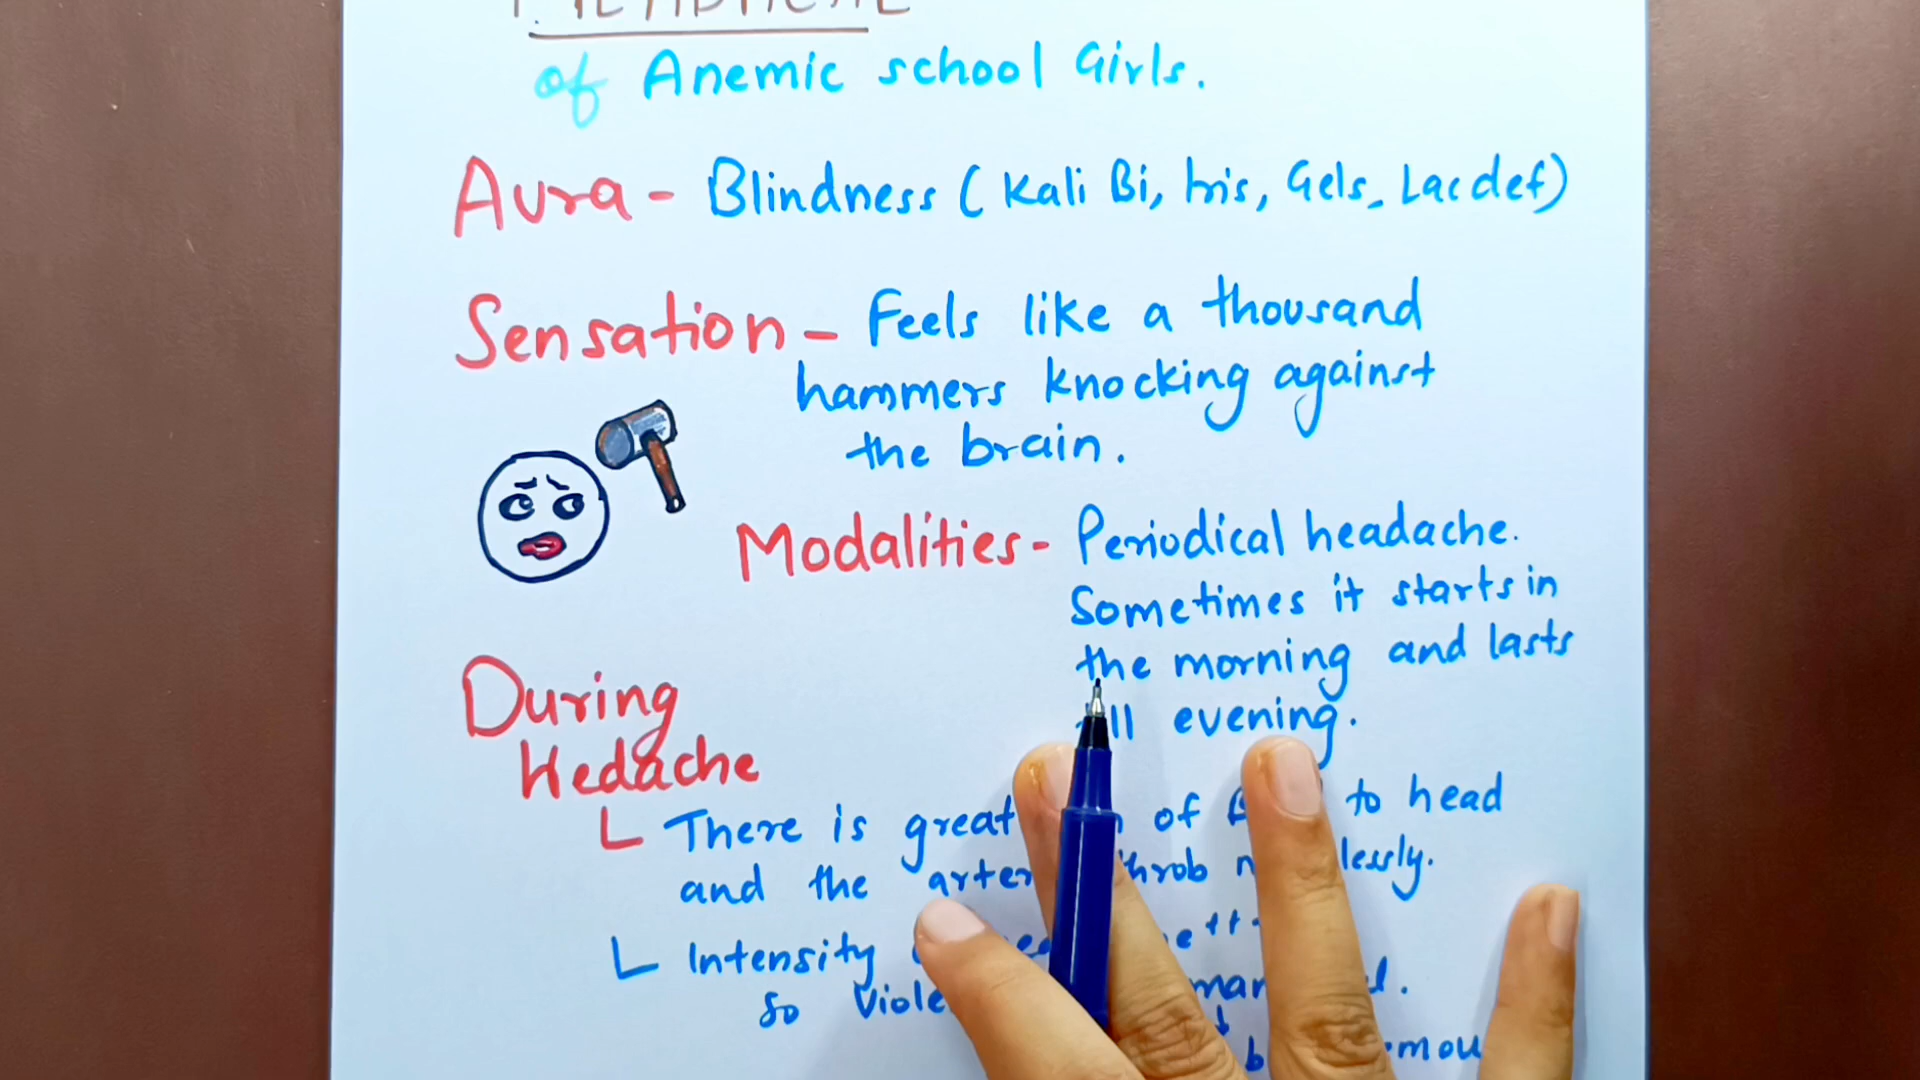 of Anemic school Girls.
Aura - Blindness (Kali Bi, Iris, Gels, Lac def)
Sensation - Feels like a thousand
hammers knocking against
the brain.
Modalities - Periodical headache.
Sometimes it starts in
the morning and lasts
evening.
During
Hedache
There is great of to head
and the throb
Intensity
so